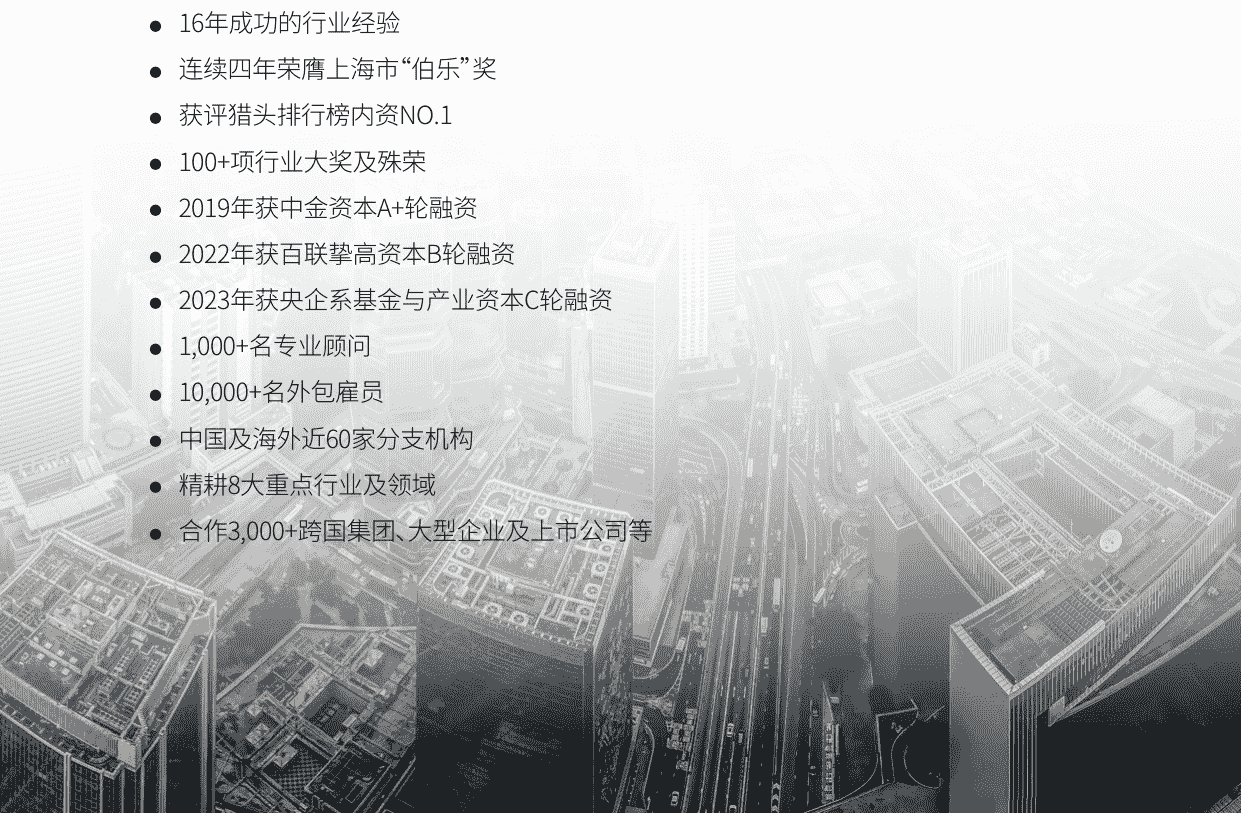 ● 16年成功的行业经验
● 连续四年荣膺上海市“伯乐”奖
● 获评猎头排行榜内资NO.1
● 100+项行业大奖及殊荣
● 2019年获中金资本A+轮融资
● 2022年获百联挚高资本B轮融资
● 2023年获央企系基金与产业资本C轮融资
● 1,000+名专业顾问
● 10,000+名外包雇员
● 中国及海外近60家分支机构
● 精耕8大重点行业及领域
● 合作3,000+跨国集团、大型企业及上市公司等